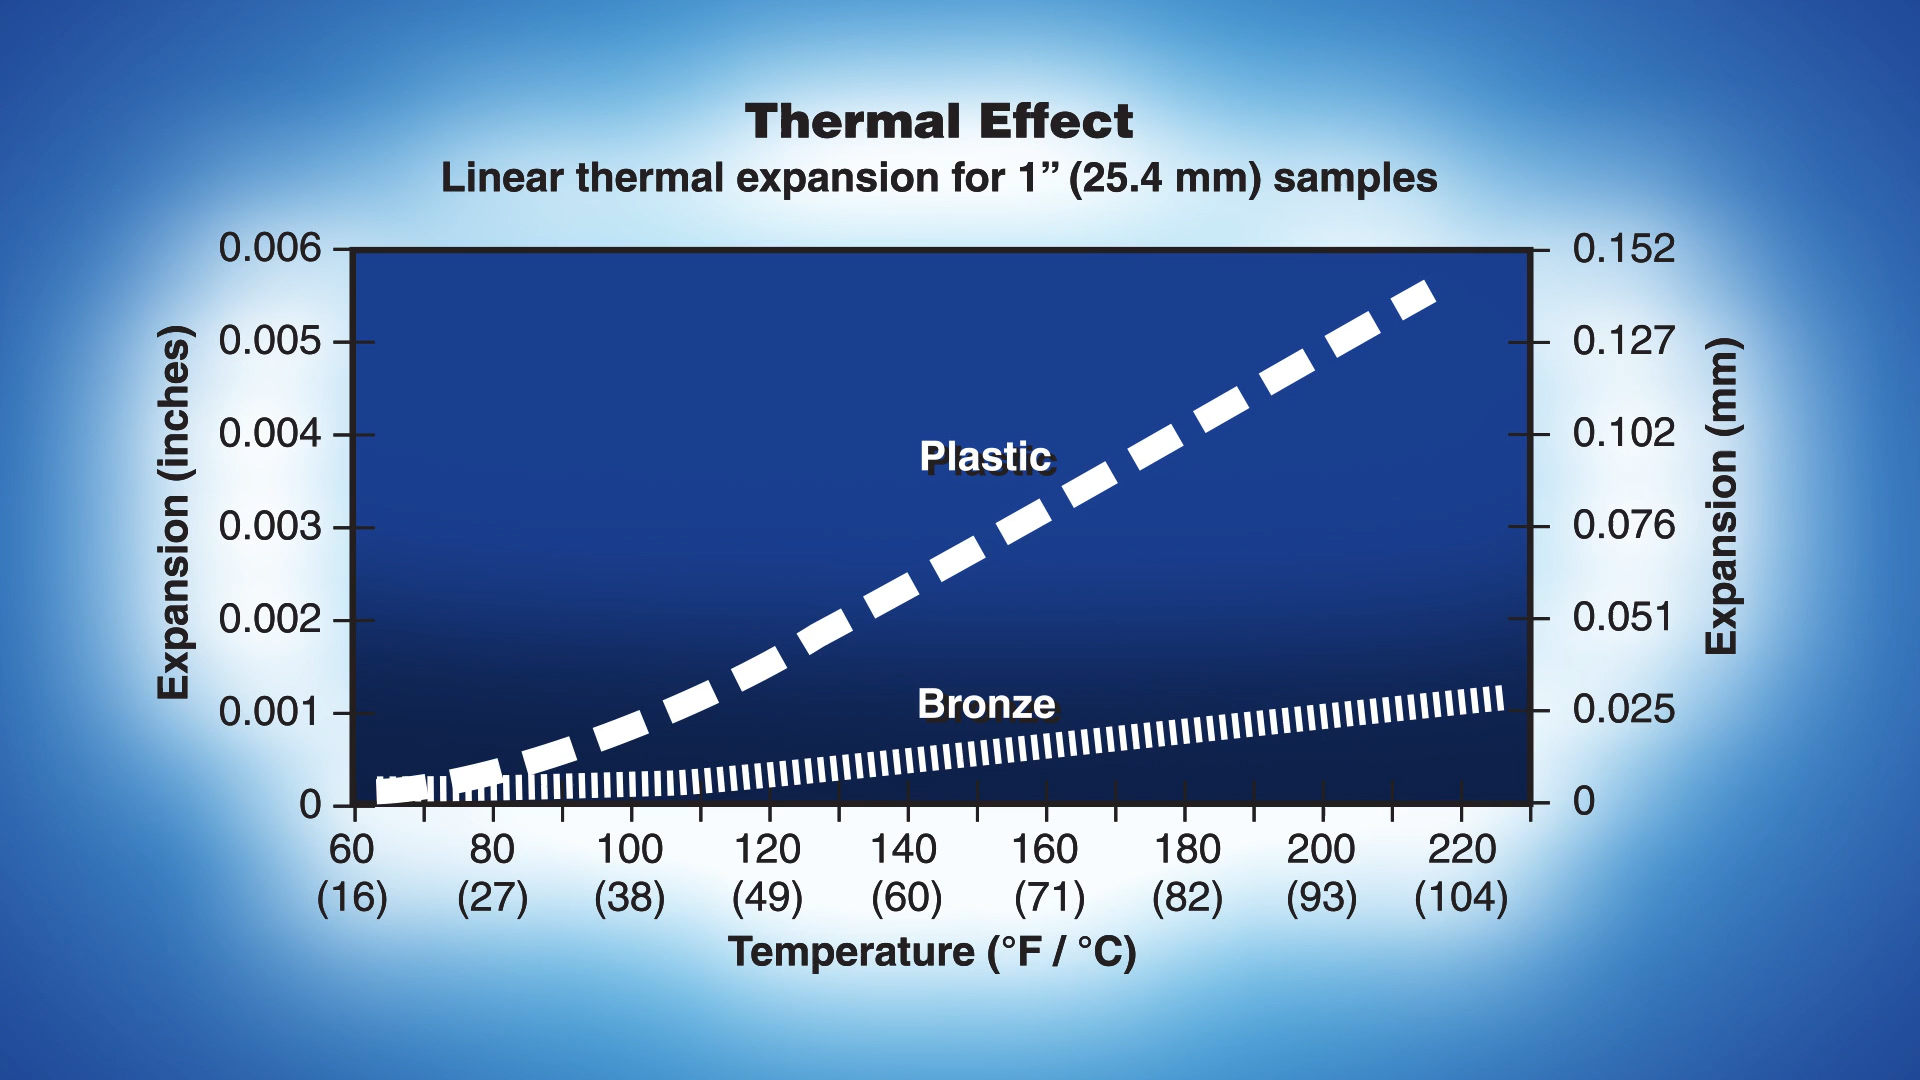 Thermal Effect
Linear thermal expansion for 1” (25.4 mm) samples
Expansion (inches)
0.006
0.005
0.004
0.003
0.002
0.001
0
Plastic
Bronze
0.152
0.127
0.102
0.076
0.051
0.025
0
Expansion (mm)
60 80 100 120 140 160 180 200 220
(16) (27) (38) (49) (60) (71) (82) (93) (104)
Temperature (°F / °C)